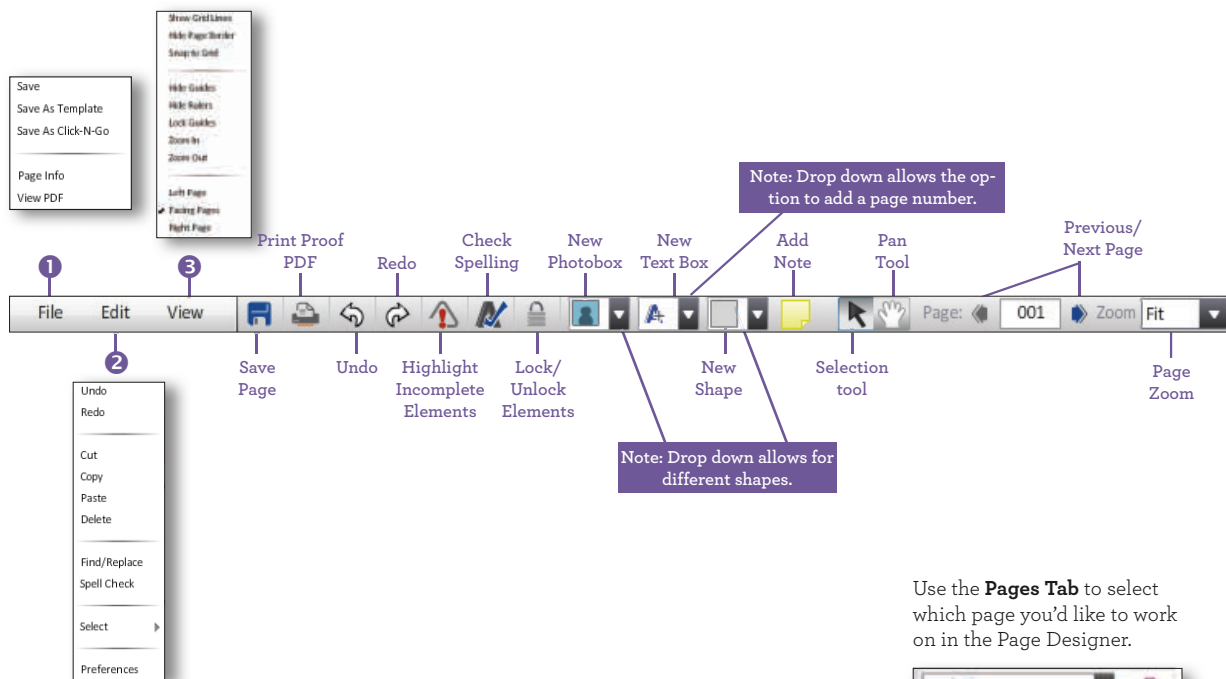 Show Grid Lines
Hide Page Border
Snap to Grid
Hide Guides
Hide Rulers
Lock Guides
Zoom In
Zoom Out
Left Page
Facing Pages
Right Page
Save
Save As Template
Save As Click-N-Go
Page Info
View PDF
Note: Drop down allows the op-
tion to add a page number.
Print Proof
PDF
Redo
Check
Spelling
New
Photobox
New
Text Box
Add
Note
Pan
Tool
Previous/
Next Page
1
3
File Edit View
Page: 001 Zoom Fit
2
Save
Page
Undo
Highlight
Incomplete
Elements
Lock/
Unlock
Elements
New
Shape
Selection
tool
Page
Zoom
Note: Drop down allows for
different shapes.
Undo
Redo
Cut
Copy
Paste
Delete
Find/Replace
Spell Check
Select
Preferences
Use the Pages Tab to select
which page you'd like to work
on in the Page Designer.